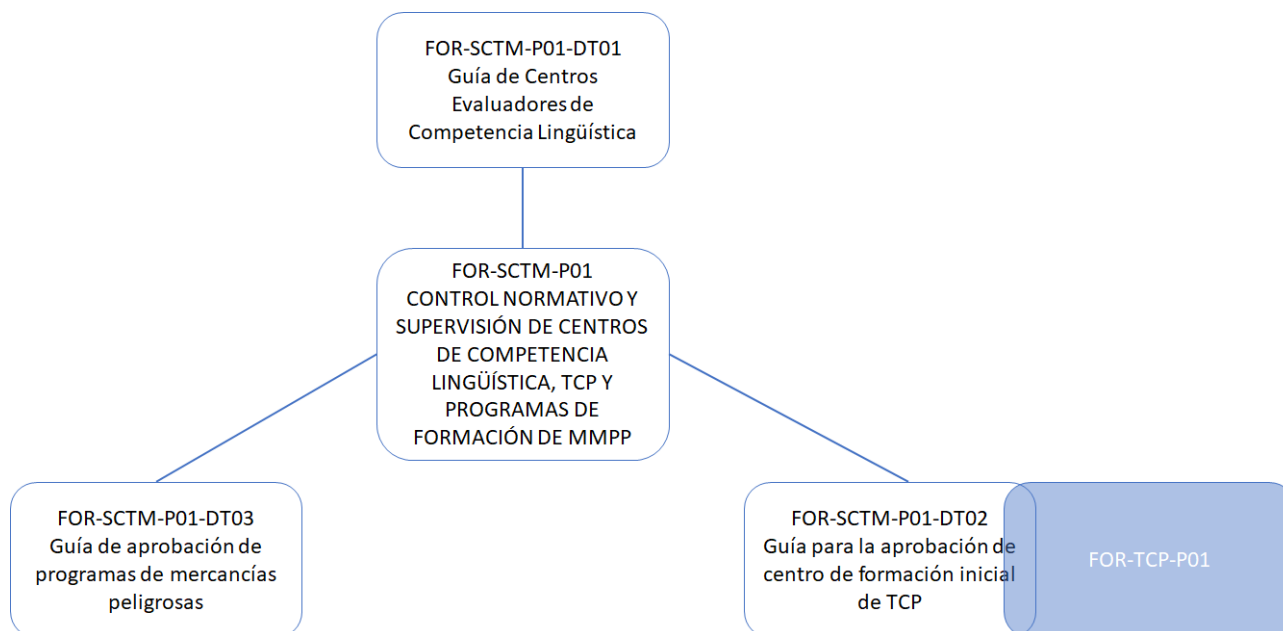 FOR-SCTM-P01-DT01
Guía de Centros
Evaluadores de
Competencia Lingüística
FOR-SCTM-P01
CONTROL NORMATIVO Y
SUPERVISIÓN DE CENTROS
DE COMPETENCIA
LINGÜÍSTICA, TCP Y
PROGRAMAS DE
FORMACIÓN DE MMPP
FOR-SCTM-P01-DT03
Guía de aprobación de
programas de mercancías
peligrosas
FOR-SCTM-P01-DT02
Guía para la aprobación de
centro de formación inicial
de TCP
FOR-TCP-P01